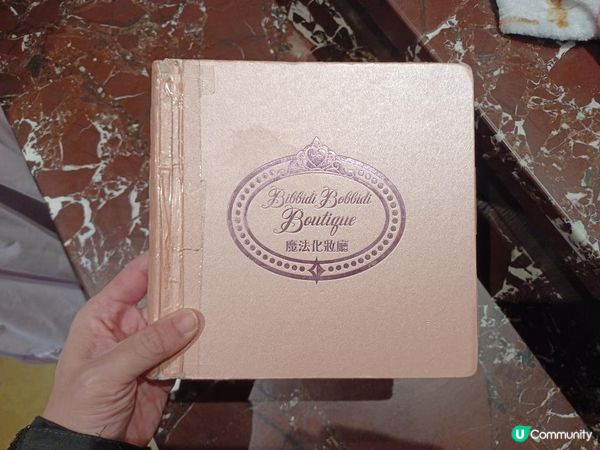 Bibbidi Bobbidi
Boutique
魔法化妝廳
U Community